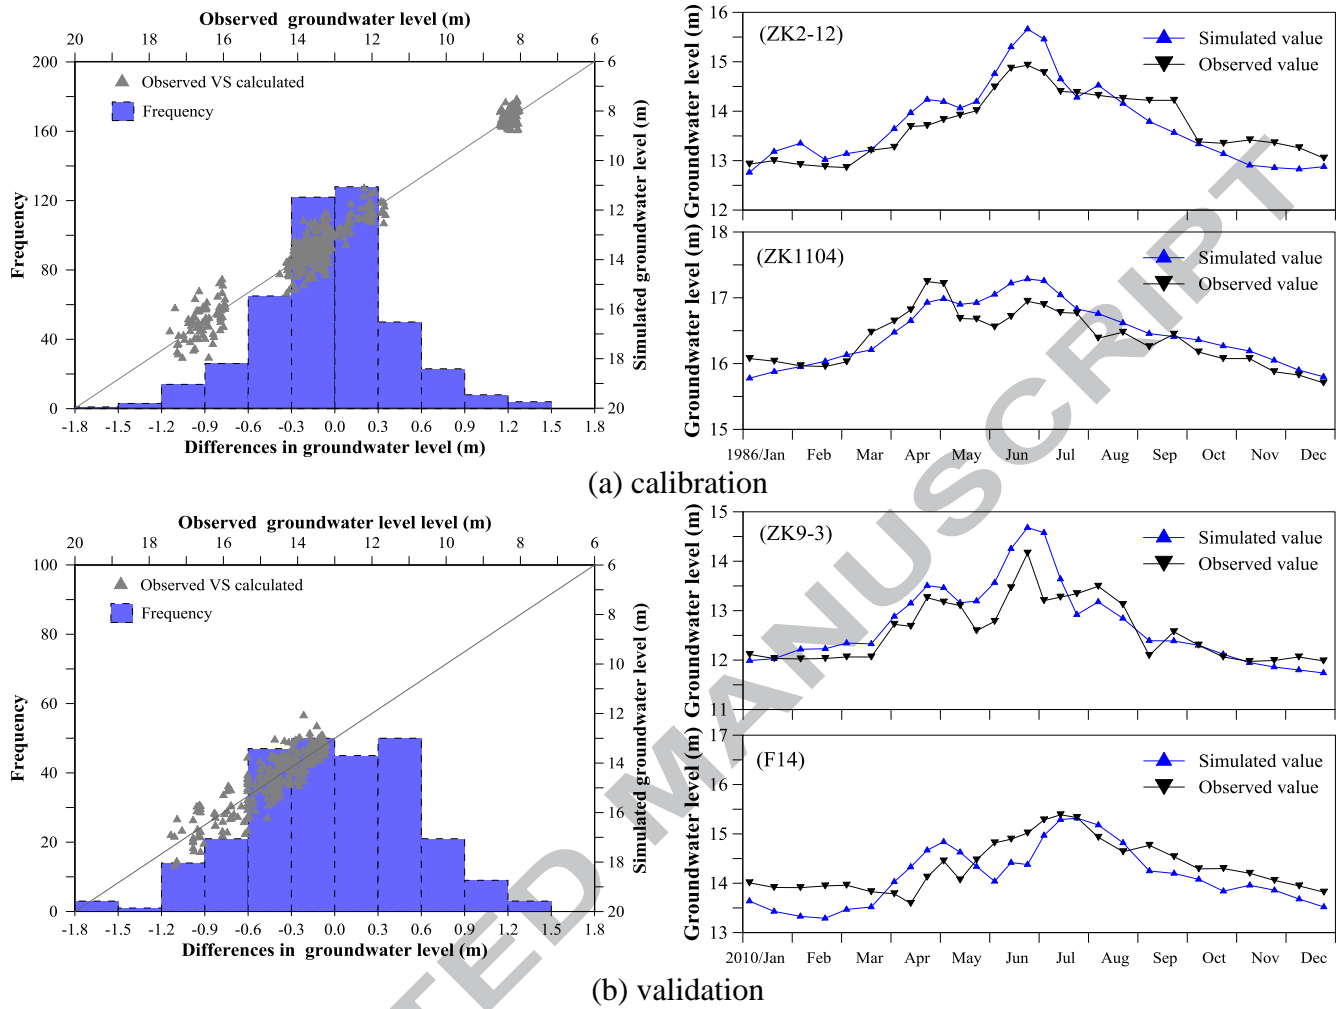 Observed groundwater level (m)
20 18 16 14 12 10 8 6
200 160 120 80 40 0
Frequency
Observed VS calculated
Frequency
6 8 10 12 14 16 18 20
Simulated groundwater level (m)
-1.8 -1.5 -1.2 -0.9 -0.6 -0.3 0.0 0.3 0.6 0.9 1.2 1.5 1.8
Differences in groundwater level (m)
16 15 14 13 12
Groundwater level (m)
(ZK2-12)
Simulated value
Observed value
18 17 16 15
Groundwater level (m)
(ZK1104)
Simulated value
Observed value
1986/Jan Feb Mar Apr May Jun Jul Aug Sep Oct Nov Dec
(a) calibration
Observed groundwater level level (m)
20 18 16 14 12 10 8 6
100 80 60 40 20 0
Frequency
Observed VS calculated
Frequency
6 8 10 12 14 16 18 20
Simulated groundwater level (m)
-1.8 -1.5 -1.2 -0.9 -0.6 -0.3 0.0 0.3 0.6 0.9 1.2 1.5 1.8
Differences in groundwater level (m)
15 14 13 12 11
Groundwater level (m)
(ZK9-3)
Simulated value
Observed value
17 16 15 14 13
Groundwater level (m)
(F14)
Simulated value
Observed value
2010/Jan Feb Mar Apr May Jun Jul Aug Sep Oct Nov Dec
(b) validation
TED MANUSCRIPT